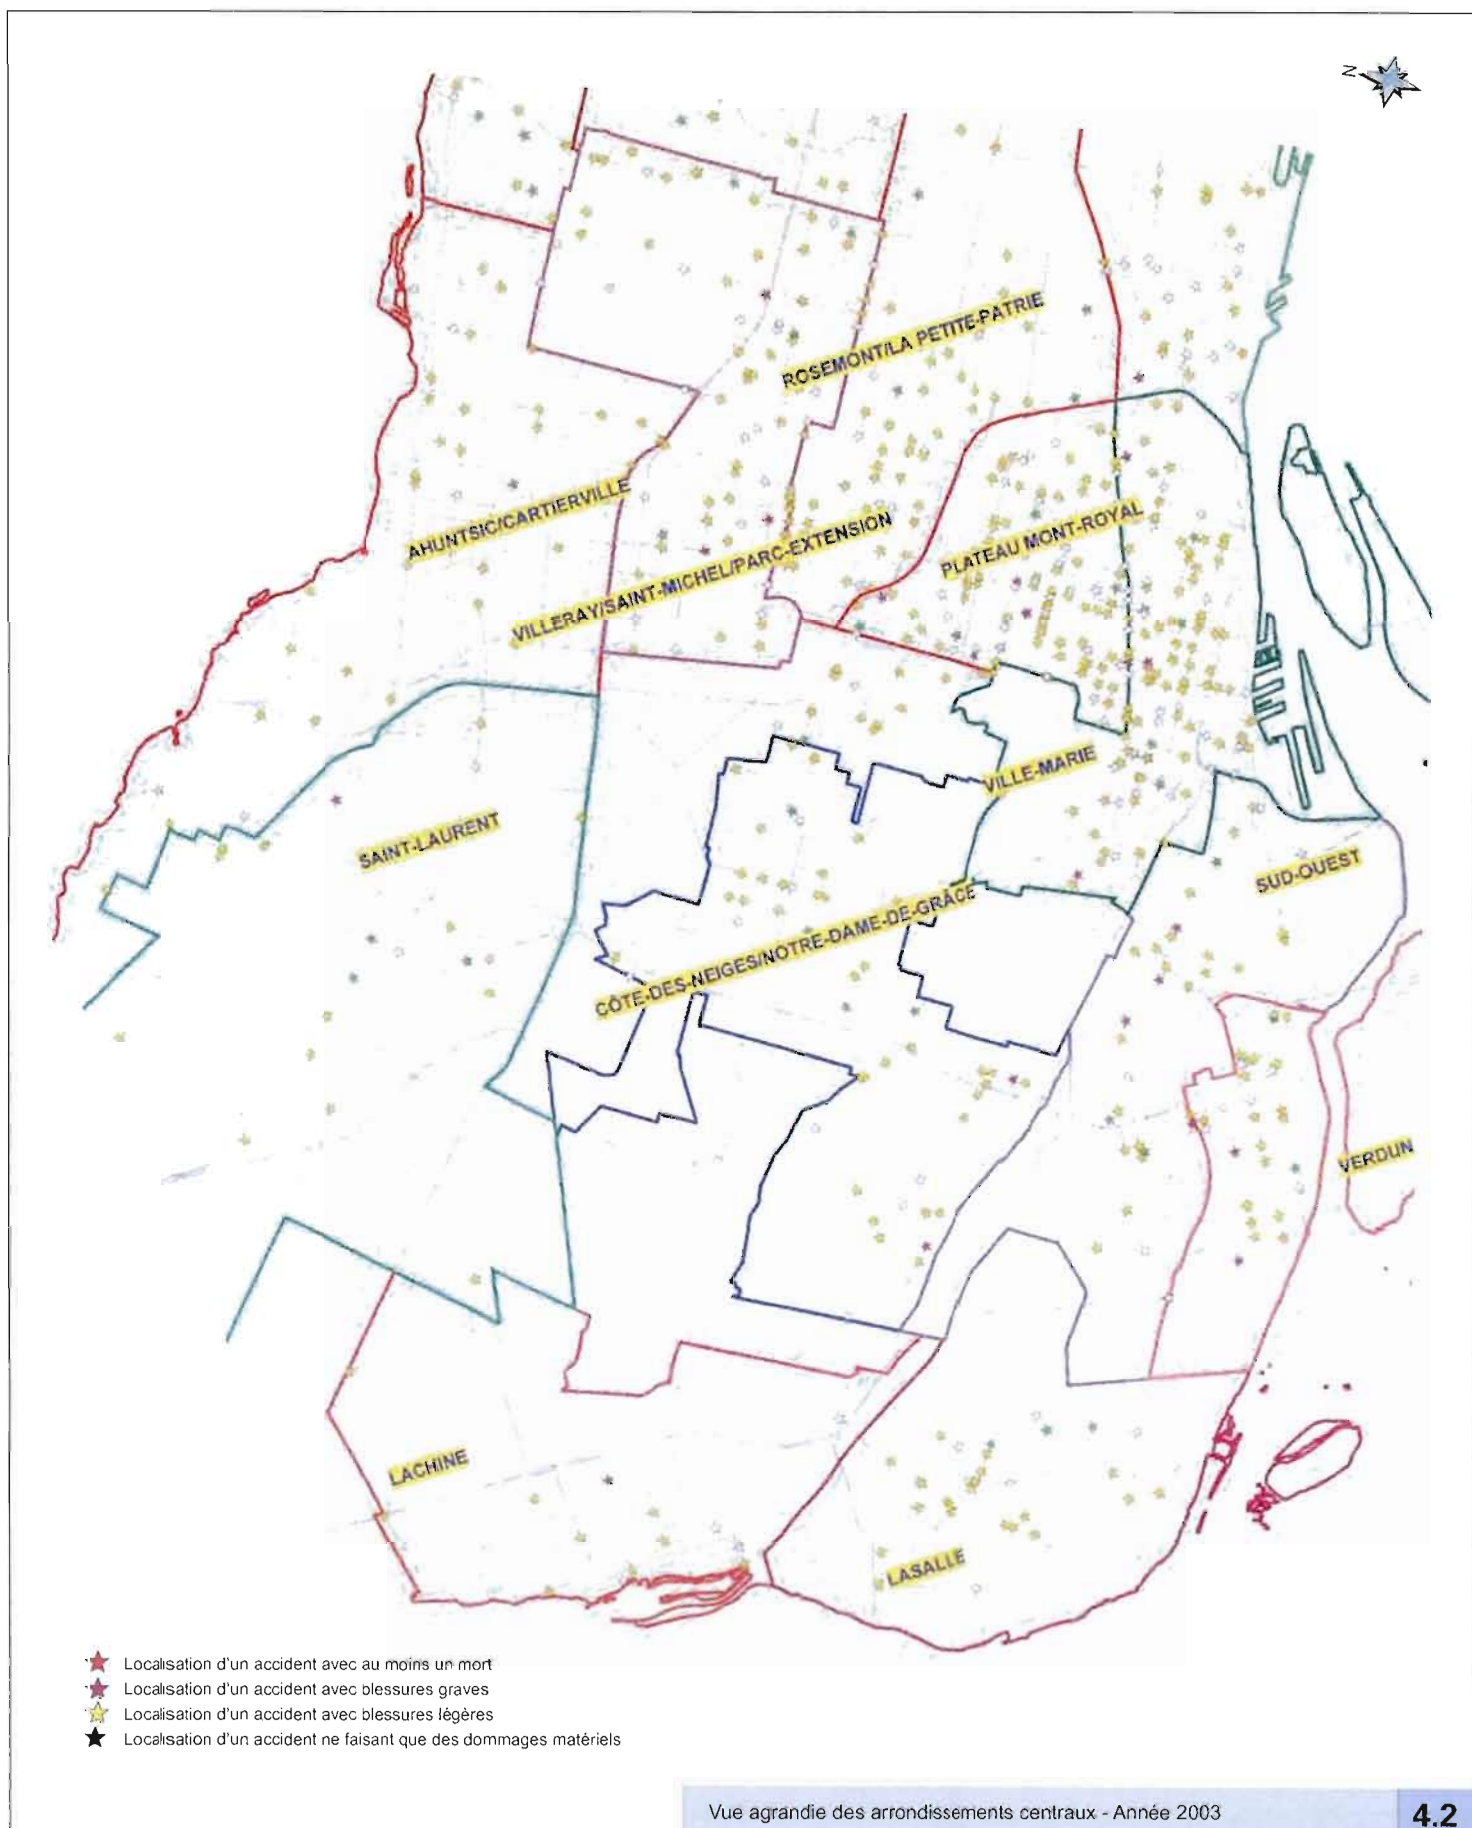 N
ROSEMONT/LA PETITE-PATRIE
AHUNTSIC/CARTIERVILLE
PLATEAU MONT-ROYAL
VILLERAY/SAINT-MICHEL/PARC-EXTENSION
VILLE-MARIE
SAINT-LAURENT
SUD-OUEST
CÔTE-DES-NEIGES/NOTRE-DAME-DE-GRÂCE
VERDUN
LACHINE
LASALLE
Localisation d'un accident avec au moins un mort
Localisation d'un accident avec blessures graves
Localisation d'un accident avec blessures légères
Localisation d'un accident ne faisant que des dommages matériels
Vue agrandie des arrondissements centraux - Année 2003
4.2